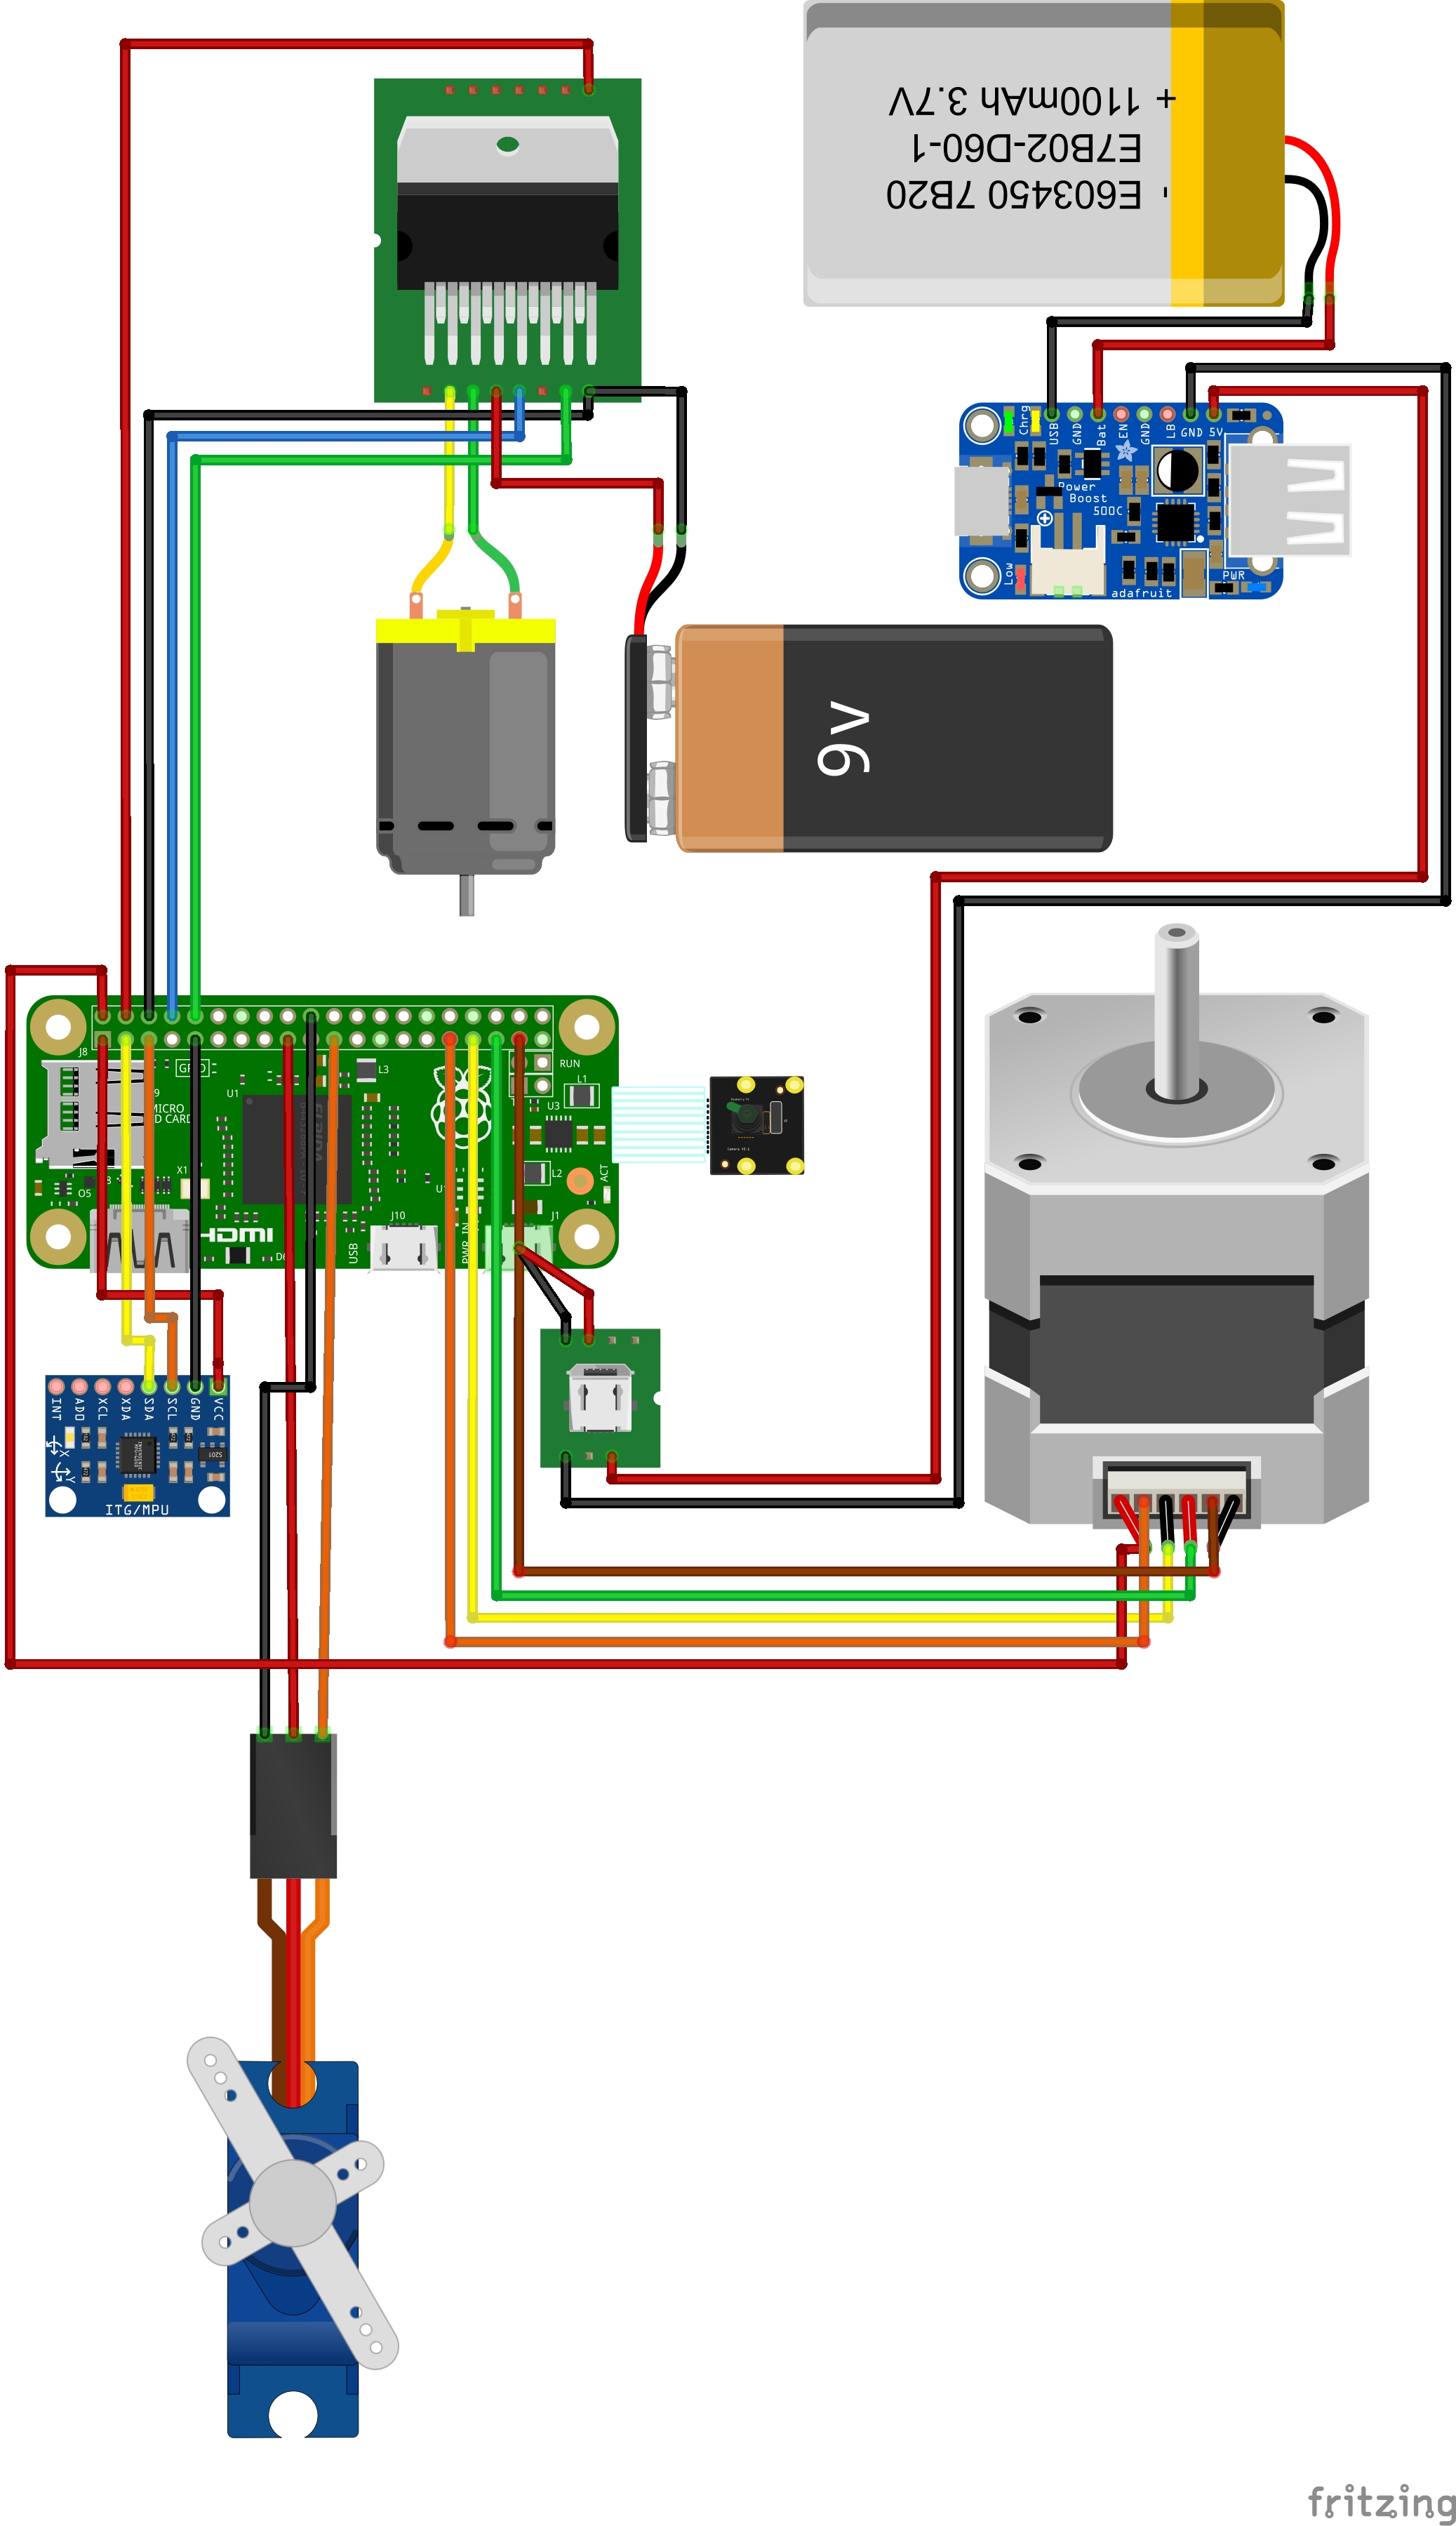 + 1100mAh 3.7V
E7B02-D60-1
- E603450 7B20
Chrg
USB
GND
Bat
EN
GND
LB
GND
5V
Power
Boost
500C
Low
PWR
adafruit
9v
J8
GPIO
L3
RUN
L1
U1
U3
MICRO
SD CARD
X1
L2
ACT
O5
HDMI
J10
J1
USB
PWR IN
INT
ADO
XCL
XDA
SDA
SCL
GND
VCC
X
Y
ITG/MPU
fritzing